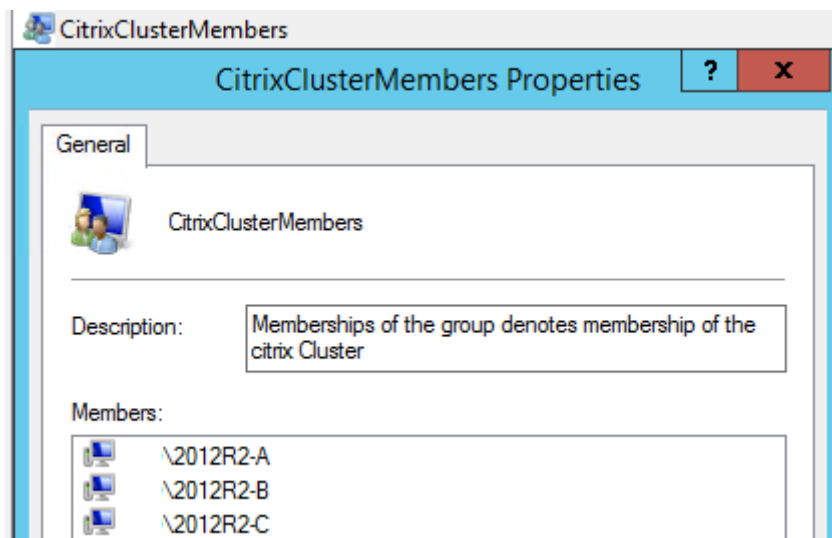 CitrixClusterMembers
CitrixClusterMembers Properties
?
x
General
CitrixClusterMembers
Description:
Memberships of the group denotes membership of the
citrix Cluster
Members:
\2012R2-A
\2012R2-B
\2012R2-C